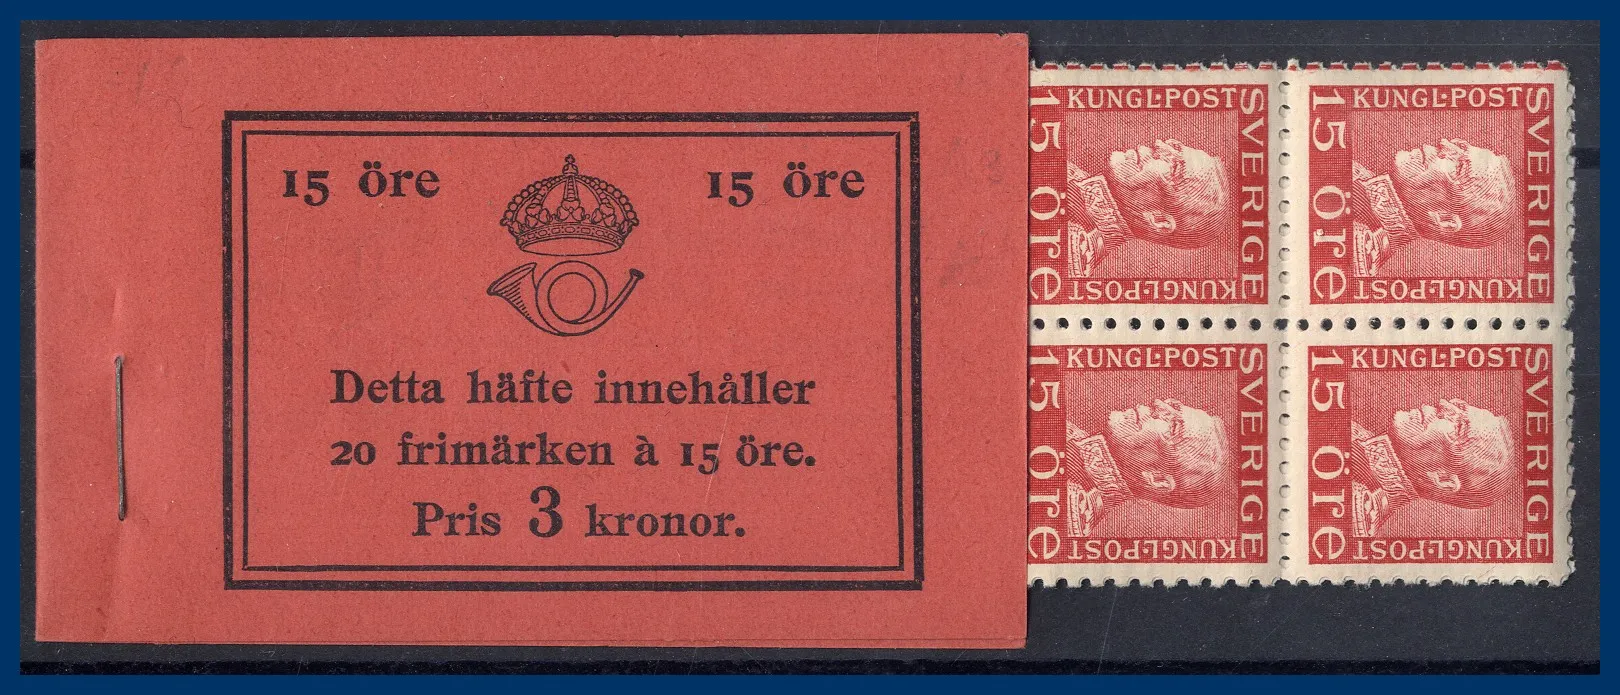 15 öre 15 öre
Detta häfte innehåller
20 frimärken à 15 öre.
Pris 3 kronor.
KUNGL·POST
SVERIGE
15 öre
KUNGL·POST
KUNGL·POST
SVERIGE
15 öre
KUNGL·POST
KUNGL·POST
SVERIGE
15 öre
KUNGL·POST
KUNGL·POST
SVERIGE
15 öre
KUNGL·POST